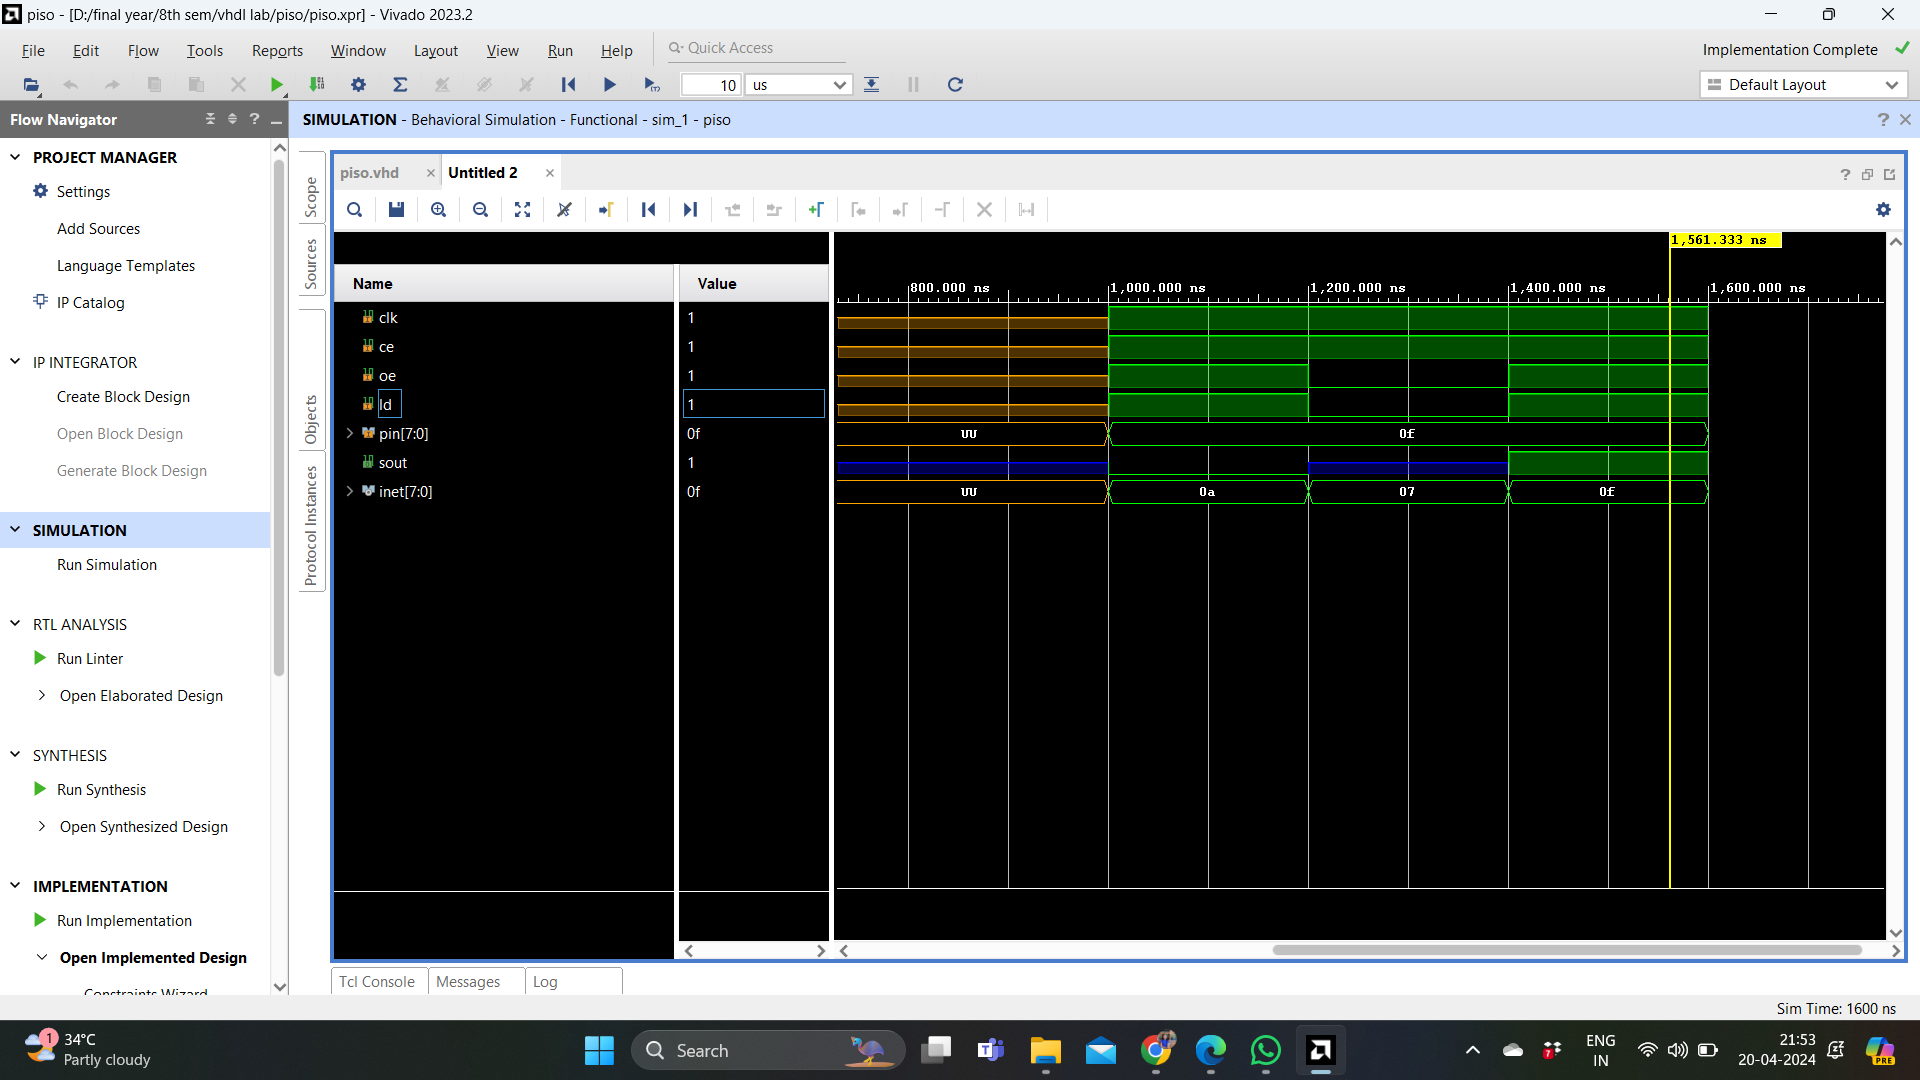 piso - [D:/final year/8th sem/vhdl lab/piso/piso.xpr] - Vivado 2023.2
File Edit Flow Tools Reports Window Layout View Run Help Quick Access
Implementation Complete
10 us
Default Layout
Flow Navigator
SIMULATION - Behavioral Simulation - Functional - sim_1 - piso
PROJECT MANAGER
Settings
Add Sources
Language Templates
IP Catalog
IP INTEGRATOR
Create Block Design
Open Block Design
Generate Block Design
SIMULATION
Run Simulation
RTL ANALYSIS
Run Linter
Open Elaborated Design
SYNTHESIS
Run Synthesis
Open Synthesized Design
IMPLEMENTATION
Run Implementation
Open Implemented Design
Constraints Wizard
Scope
Sources
Objects
Protocol Instances
piso.vhd Untitled 2
1,561.333 ns
Name Value
800.000 ns 1,000.000 ns 1,200.000 ns 1,400.000 ns 1,600.000 ns
clk 1
ce 1
oe 1
ld 1
pin[7:0] 0f UU 0f
sout 1
inet[7:0] 0f UU 0a 07 0f
Tcl Console Messages Log
Sim Time: 1600 ns
1
34°C
Partly cloudy
Search
7
ENG
IN
21:53
20-04-2024
PRE